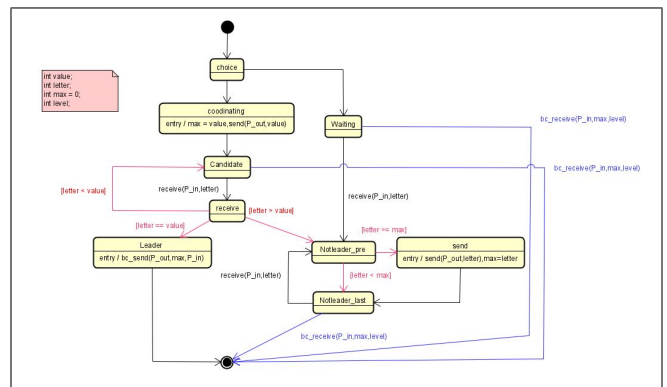 choice
int value;
int letter;
int max = 0;
int level;
coodinating
entry / max = value,send(P_out,value)
Waiting
bc_receive(P_in,max,level)
Candidate
bc_receive(P_in,max,level)
receive(P_in,letter)
[letter < value]
receive(P_in,letter)
receive
[letter > value]
[letter == value]
[letter >= max]
Leader
entry / bc_send(P_out,max,P_in)
Notleader_pre
send
entry / send(P_out,letter),max=letter
receive(P_in,letter)
[letter < max]
Notleader_last
bc_receive(P_in,max,level)